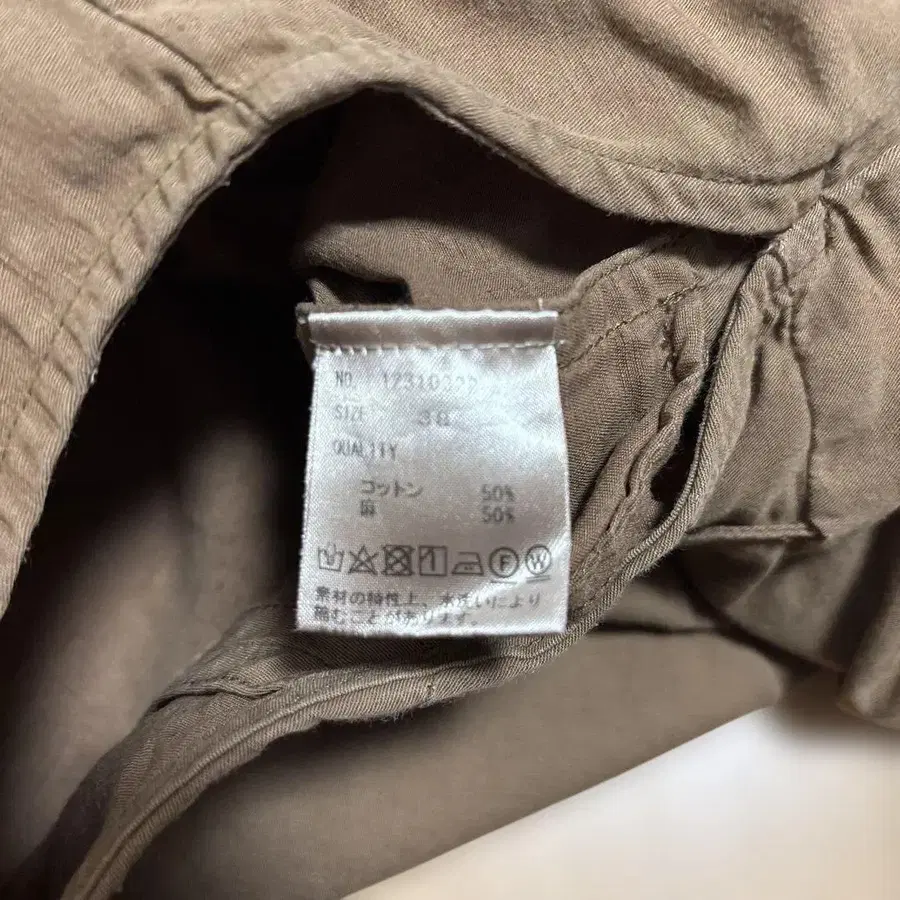 NO.
SIZE 38
QUALITY
コットン 50%
麻 50%
1 F W
素材の特性上、水洗いにより
縮むことがあります。